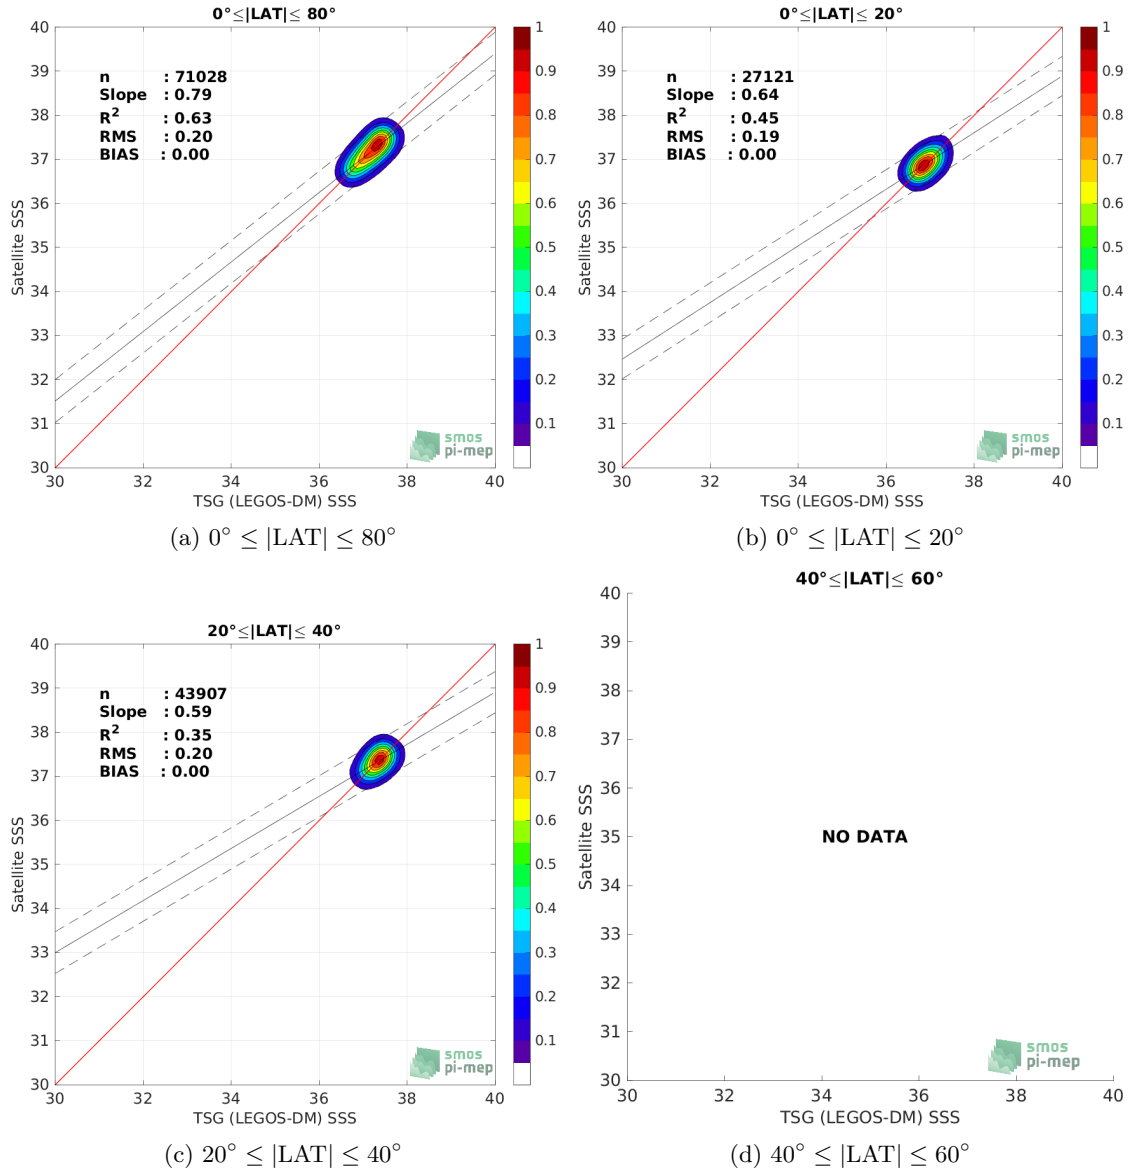 0°≤|LAT|≤ 80°
40
39
38
37
36
35
34
33
32
31
30
n : 71028
Slope : 0.79
R² : 0.63
RMS : 0.20
BIAS : 0.00
Satellite SSS
smos
pi-mep
30 32 34 36 38 40
TSG (LEGOS-DM) SSS
1
0.9
0.8
0.7
0.6
0.5
0.4
0.3
0.2
0.1
(a) 0° ≤ |LAT| ≤ 80°
0°≤|LAT|≤ 20°
40
39
38
37
36
35
34
33
32
31
30
n : 27121
Slope : 0.64
R² : 0.45
RMS : 0.19
BIAS : 0.00
Satellite SSS
smos
pi-mep
30 32 34 36 38 40
TSG (LEGOS-DM) SSS
1
0.9
0.8
0.7
0.6
0.5
0.4
0.3
0.2
0.1
(b) 0° ≤ |LAT| ≤ 20°
20°≤|LAT|≤ 40°
40
39
38
37
36
35
34
33
32
31
30
n : 43907
Slope : 0.59
R² : 0.35
RMS : 0.20
BIAS : 0.00
Satellite SSS
smos
pi-mep
30 32 34 36 38 40
TSG (LEGOS-DM) SSS
1
0.9
0.8
0.7
0.6
0.5
0.4
0.3
0.2
0.1
(c) 20° ≤ |LAT| ≤ 40°
40°≤|LAT|≤ 60°
40
39
38
37
36
35
34
33
32
31
30
Satellite SSS
NO DATA
smos
pi-mep
30 32 34 36 38 40
TSG (LEGOS-DM) SSS
(d) 40° ≤ |LAT| ≤ 60°